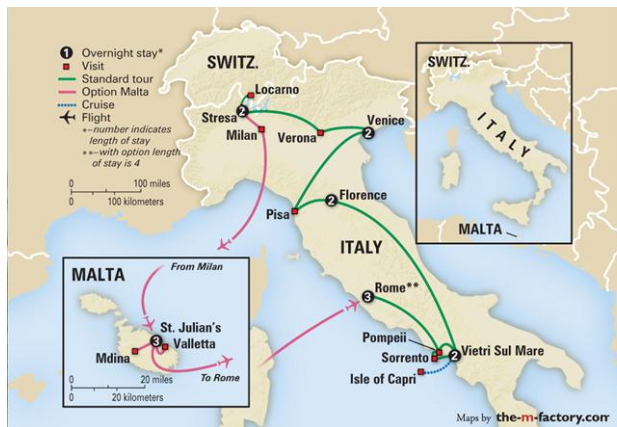 1 Overnight stay*
Visit
Standard tour
Option Malta
Cruise
Flight
*–number indicates
length of stay
**–with option length
of stay is 4
0 100 miles
0 100 kilometers
SWITZ.
Locarno
Stresa
2
Milan
Verona
Venice
2
Florence
2
Pisa
ITALY
Rome**
3
Pompeii
Sorrento
2
Vietri Sul Mare
Isle of Capri
SWITZ.
ITALY
MALTA
MALTA
From Milan
St. Julian's
3
Valletta
Mdina
To Rome
0 20 miles
0 20 kilometers
Maps by the-m-factory.com